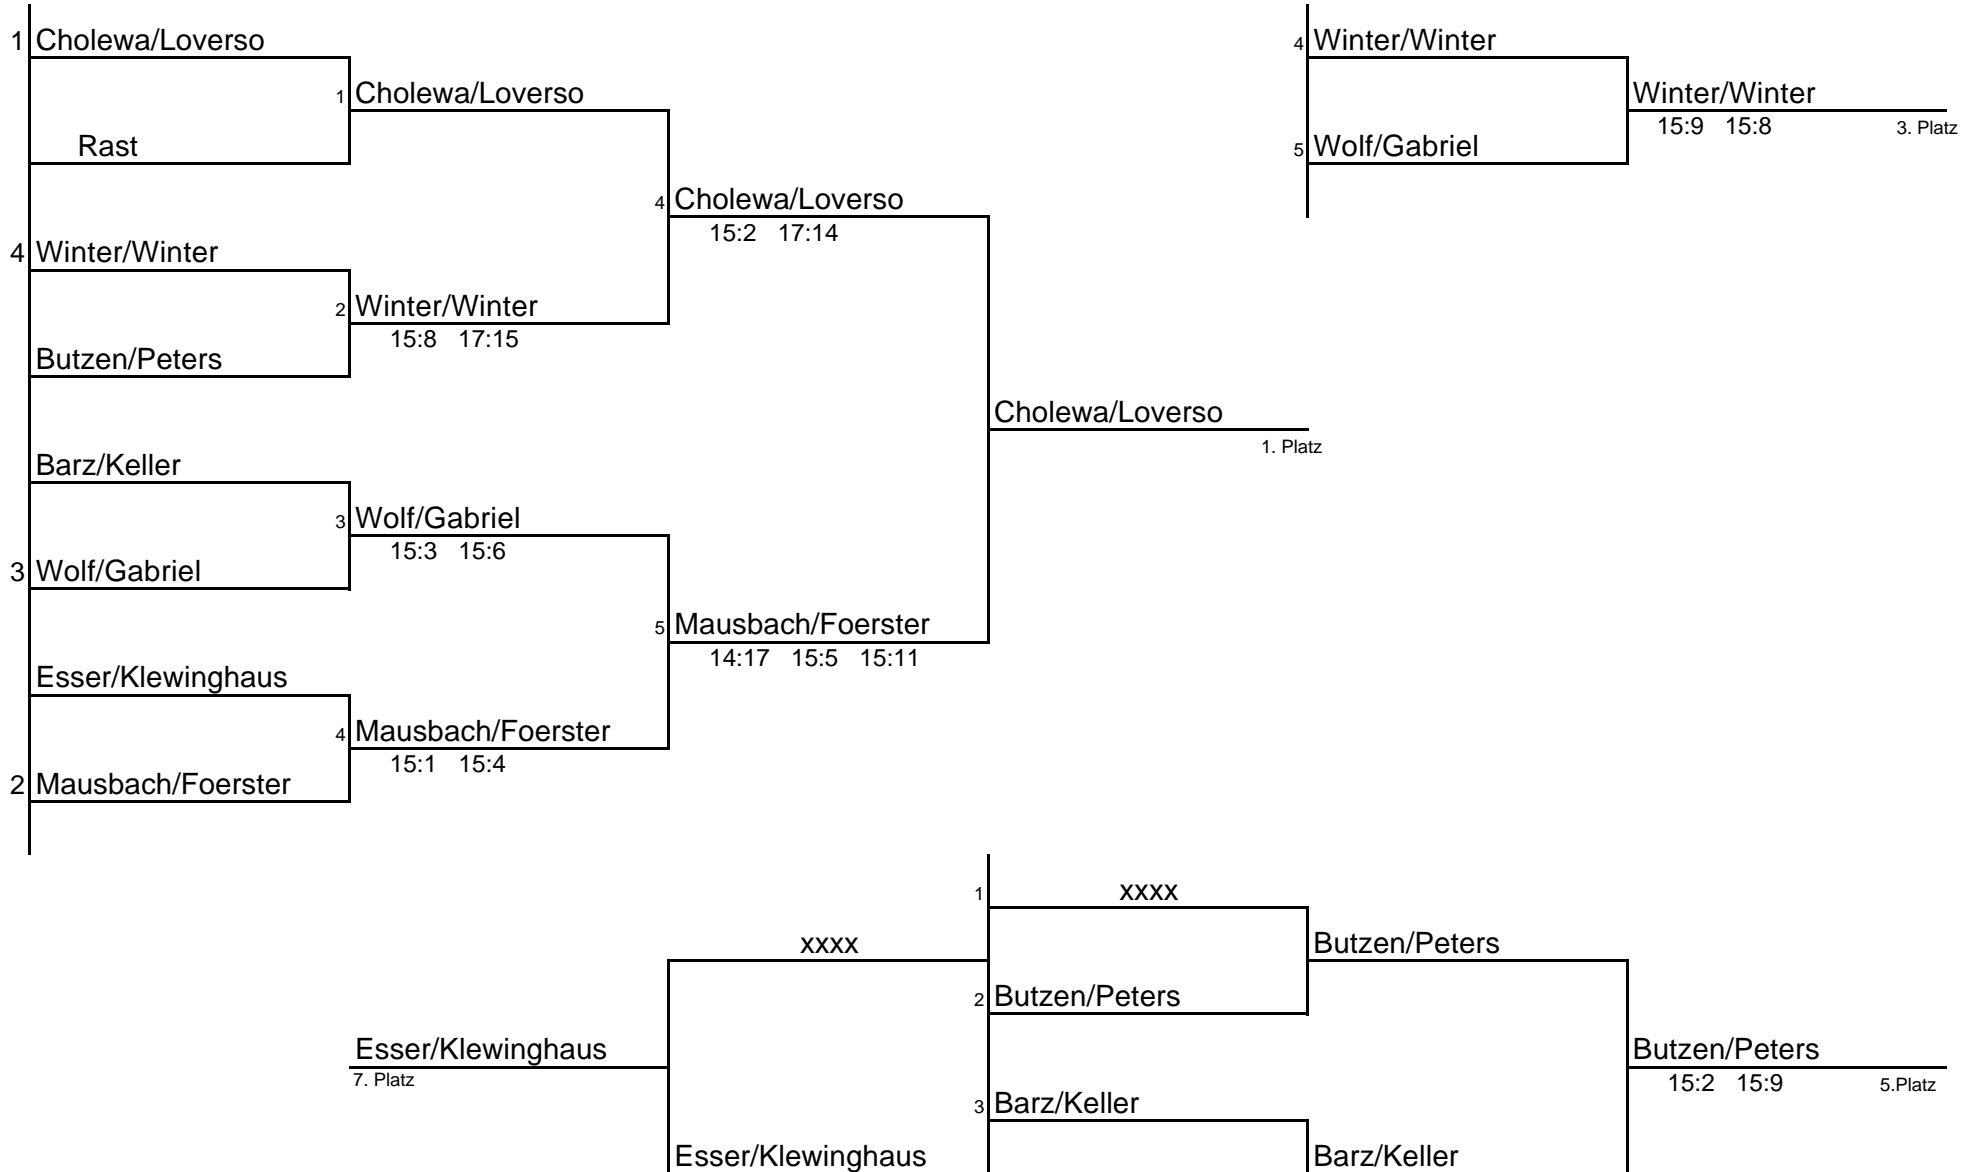 1 Cholewa/Loverso
1 Cholewa/Loverso
Rast
4 Cholewa/Loverso
15:2 17:14
4 Winter/Winter
2 Winter/Winter
15:8 17:15
Butzen/Peters
Cholewa/Loverso
1. Platz
Barz/Keller
3 Wolf/Gabriel
15:3 15:6
3 Wolf/Gabriel
5 Mausbach/Foerster
14:17 15:5 15:11
Esser/Klewinghaus
4 Mausbach/Foerster
15:1 15:4
2 Mausbach/Foerster
4 Winter/Winter
Winter/Winter
15:9 15:8 3. Platz
5 Wolf/Gabriel
1 xxxx
xxxx
Butzen/Peters
2 Butzen/Peters
Esser/Klewinghaus
7. Platz
Butzen/Peters
15:2 15:9 5.Platz
3 Barz/Keller
Esser/Klewinghaus
Barz/Keller